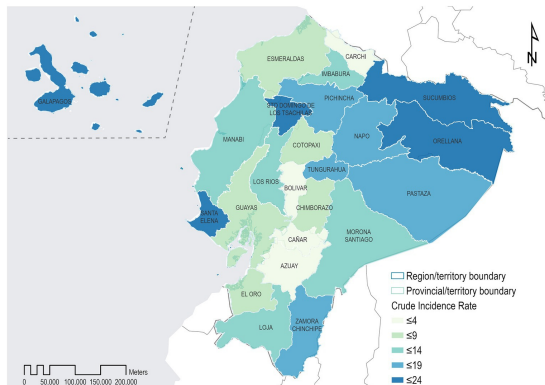 N
ESMERALDAS
CARCHI
IMBABURA
GALAPAGOS
STO DOMINGO DE
LOS TSACHILAS
PICHINCHA
SUCUMBIOS
MANABI
NAPO
ORELLANA
COTOPAXI
LOS RIOS
TUNGURAHUA
BOLIVAR
PASTAZA
SANTA
ELENA
GUAYAS
CHIMBORAZO
MORONA
SANTIAGO
CAÑAR
AZUAY
EL ORO
LOJA
ZAMORA
CHINCHIPE
Region/territory boundary
Provincial/territory boundary
Crude Incidence Rate
≤4
≤9
≤14
≤19
≤24
Meters
0 50.000 100.000 150.000 200.000